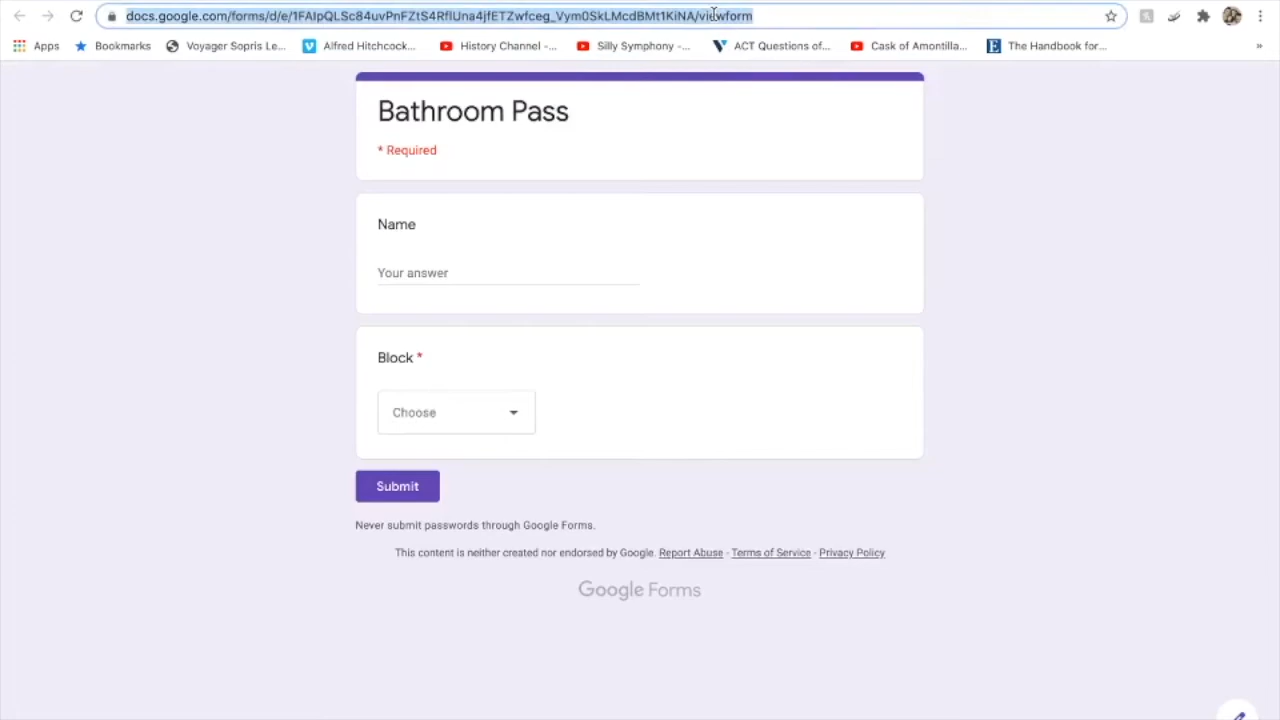 docs.google.com/forms/d/e/1FAIpQLSc84uvPnFZtS4RflUna4jfETZwfceg_Vym0SkLMcdBMt1KiNA/viewform
Apps Bookmarks Voyager Sopris Le... Alfred Hitchcock... History Channel -... Silly Symphony -... ACT Questions of... Cask of Amontilla... The Handbook for... »
Bathroom Pass
* Required
Name
Your answer
Block *
Choose
Submit
Never submit passwords through Google Forms.
This content is neither created nor endorsed by Google. Report Abuse - Terms of Service - Privacy Policy
Google Forms